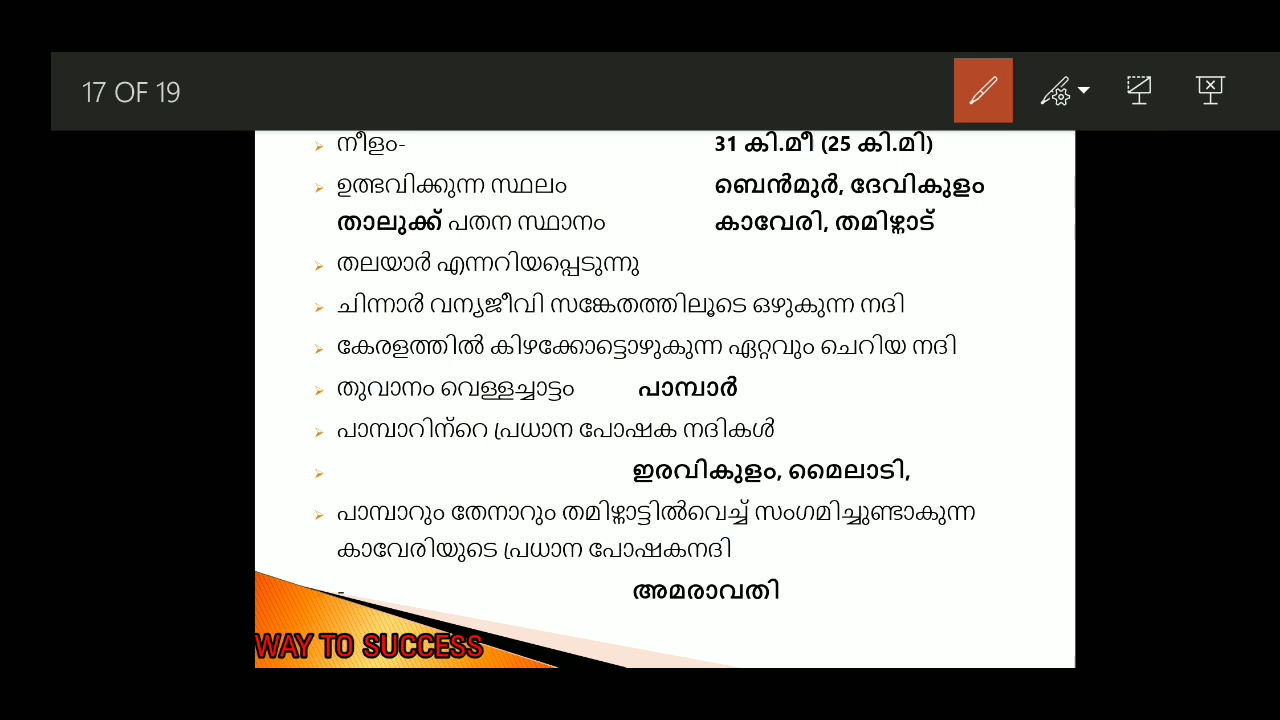 17 OF 19
നീളം- 31 കി.മീ (25 കി.മി)
ഉത്ഭവിക്കുന്ന സ്ഥലം ബെൻമുർ, ദേവികുളം
താലുക്ക് പതന സ്ഥാനം കാവേരി, തമിഴ്നാട്
തലയാർ എന്നറിയപ്പെടുന്നു
ചിന്നാർ വന്യജീവി സങ്കേതത്തിലൂടെ ഒഴുകുന്ന നദി
കേരളത്തിൽ കിഴക്കോട്ടൊഴുകുന്ന ഏറ്റവും ചെറിയ നദി
തുവാനം വെള്ളച്ചാട്ടം പാമ്പാർ
പാമ്പാറിന്റെ പ്രധാന പോഷക നദികൾ
ഇരവികുളം, മൈലാടി,
പാമ്പാറും തേനാറും തമിഴ്നാട്ടിൽവെച്ച് സംഗമിച്ചുണ്ടാകുന്ന
കാവേരിയുടെ പ്രധാന പോഷകനദി
- അമരാവതി
WAY TO SUCCESS